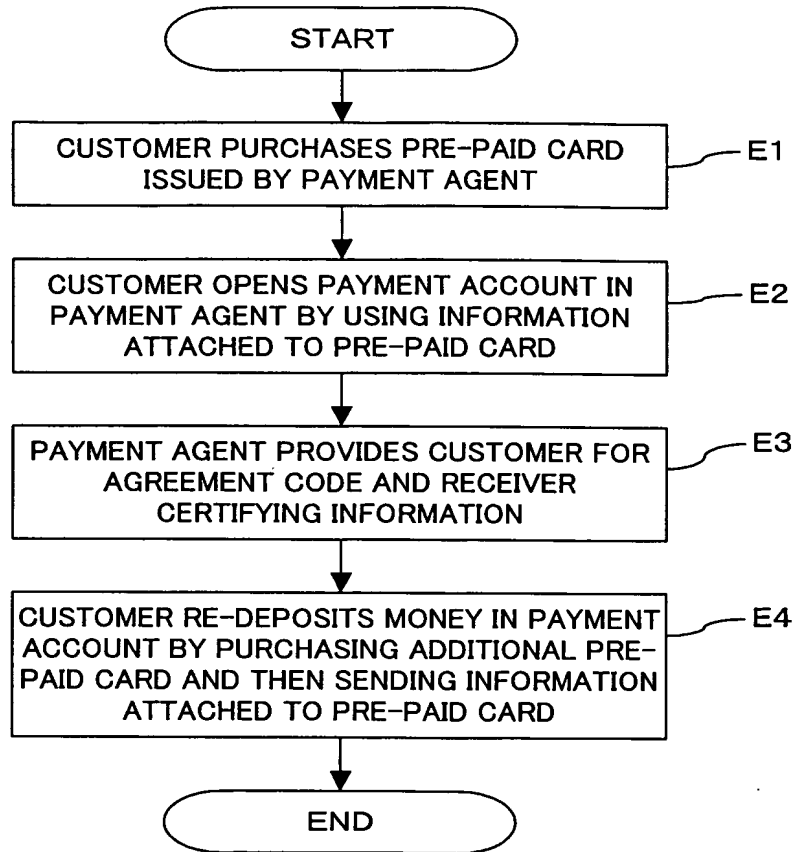 START
CUSTOMER PURCHASES PRE-PAID CARD
ISSUED BY PAYMENT AGENT
E1
CUSTOMER OPENS PAYMENT ACCOUNT IN
PAYMENT AGENT BY USING INFORMATION
ATTACHED TO PRE-PAID CARD
E2
PAYMENT AGENT PROVIDES CUSTOMER FOR
AGREEMENT CODE AND RECEIVER
CERTIFYING INFORMATION
E3
CUSTOMER RE-DEPOSITS MONEY IN PAYMENT
ACCOUNT BY PURCHASING ADDITIONAL PRE-
PAID CARD AND THEN SENDING INFORMATION
ATTACHED TO PRE-PAID CARD
E4
END